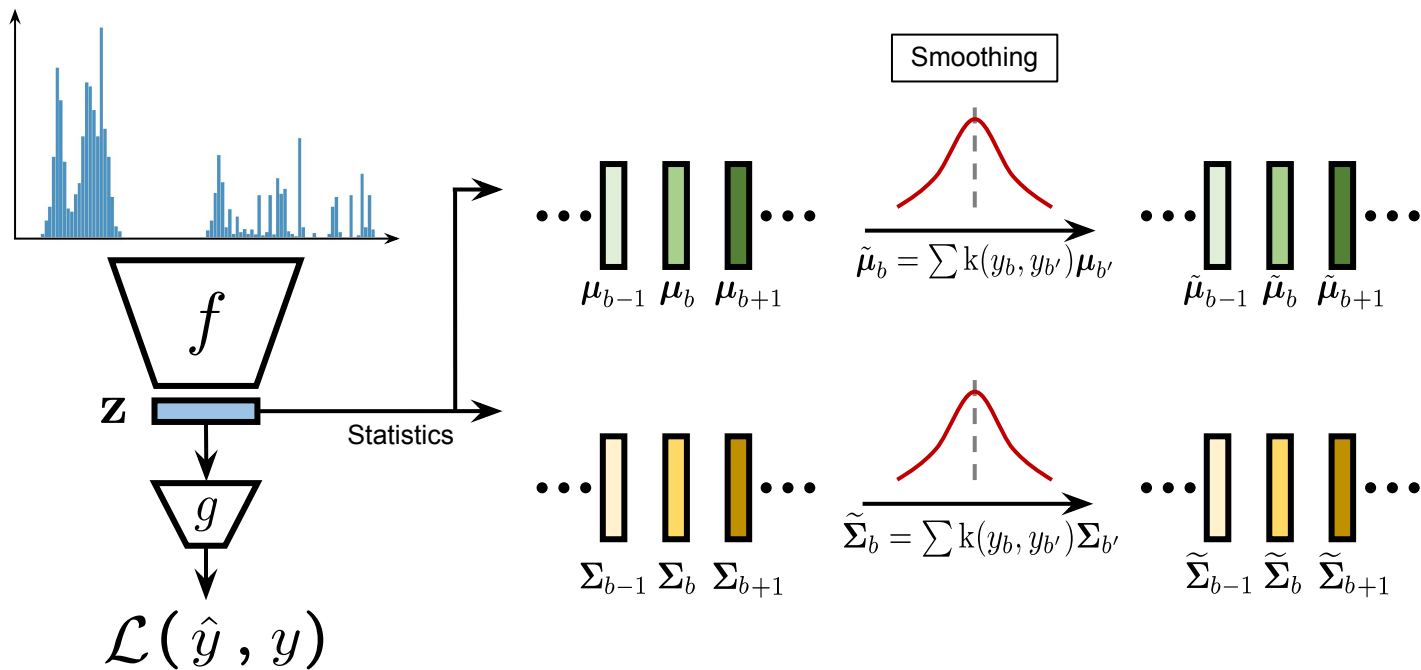 Smoothing
f
z
Statistics
g
ℒ(ŷ, y)
••• •••
μ_{b−1} μ_b μ_{b+1}
μ̃_b = ∑ k(y_b, y_{b′})μ_{b′}
••• •••
μ̃_{b−1} μ̃_b μ̃_{b+1}
••• •••
Σ_{b−1} Σ_b Σ_{b+1}
Σ̃_b = ∑ k(y_b, y_{b′})Σ_{b′}
••• •••
Σ̃_{b−1} Σ̃_b Σ̃_{b+1}